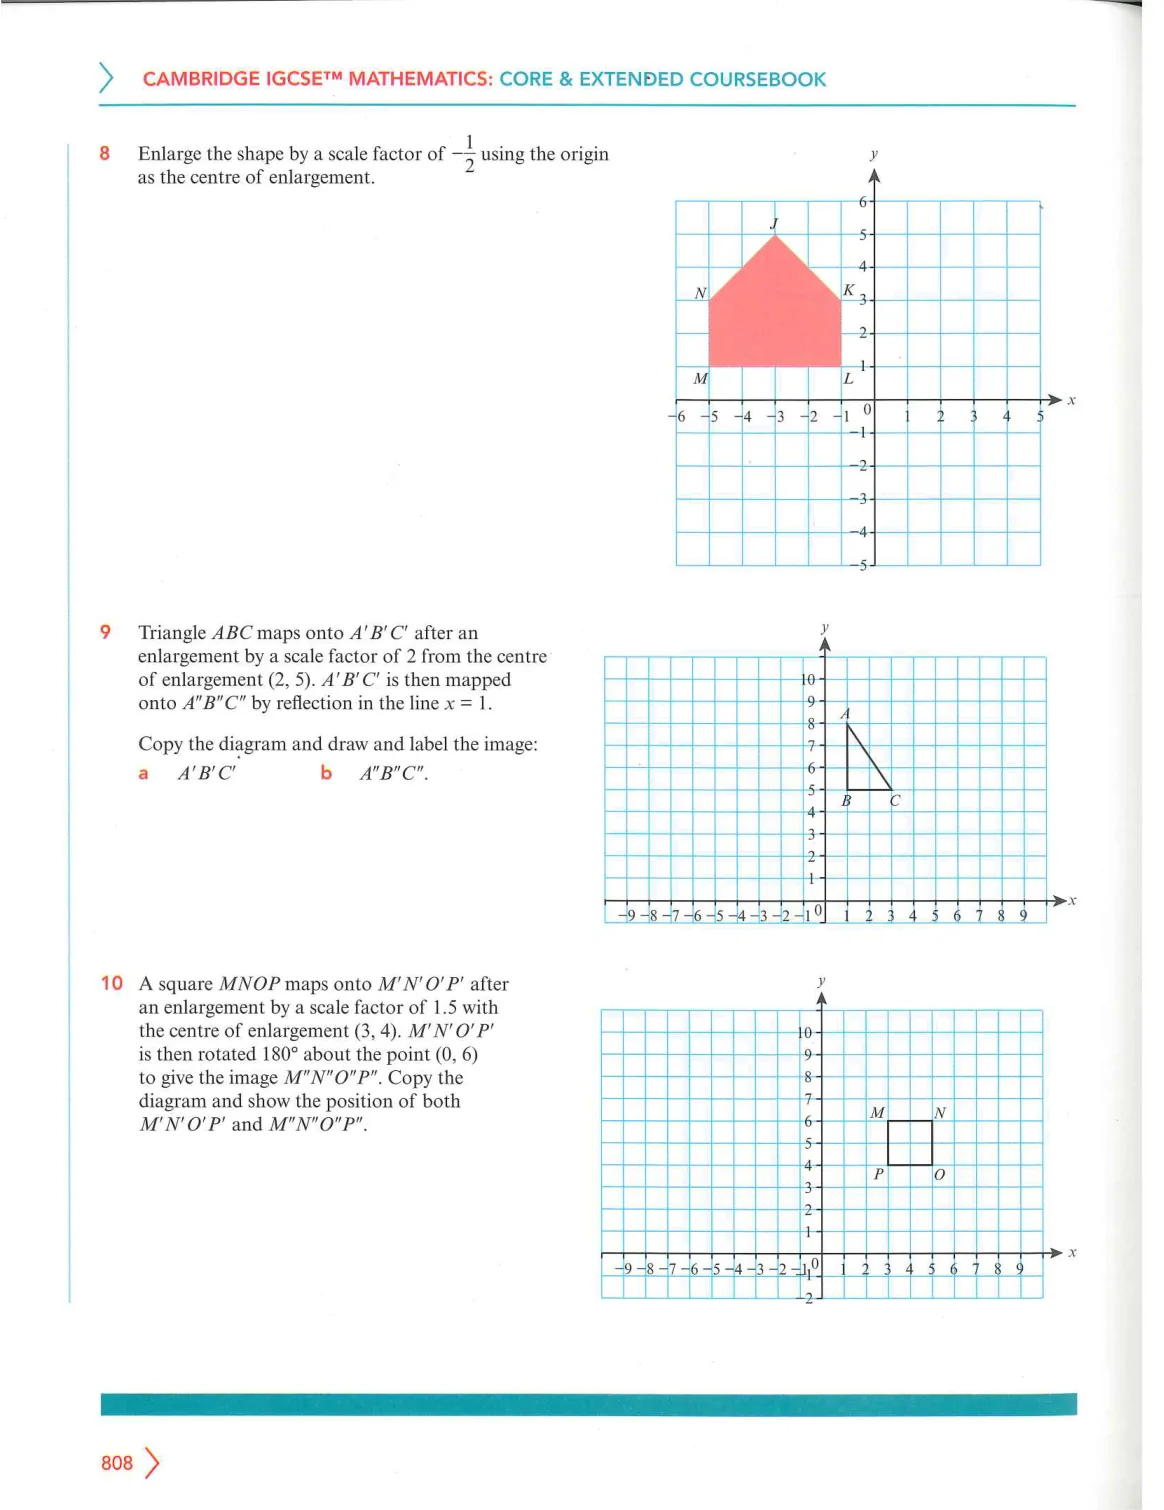 CAMBRIDGE IGCSE™ MATHEMATICS: CORE & EXTENDED COURSEBOOK
8 Enlarge the shape by a scale factor of −1/2 using the origin
as the centre of enlargement.
y
6
5
4
3
2
1
J
N
K
M
L
−6 −5 −4 −3 −2 −1 0 1 2 3 4 5 x
−1
−2
−3
−4
−5
9 Triangle ABC maps onto A′B′C′ after an
enlargement by a scale factor of 2 from the centre
of enlargement (2, 5). A′B′C′ is then mapped
onto A″B″C″ by reflection in the line x = 1.
Copy the diagram and draw and label the image:
a A′B′C′ b A″B″C″.
y
10
9
8
7
6
5
4
3
2
1
A
B C
−9 −8 −7 −6 −5 −4 −3 −2 −1 0 1 2 3 4 5 6 7 8 9 x
10 A square MNOP maps onto M′N′O′P′ after
an enlargement by a scale factor of 1.5 with
the centre of enlargement (3, 4). M′N′O′P′
is then rotated 180° about the point (0, 6)
to give the image M″N″O″P″. Copy the
diagram and show the position of both
M′N′O′P′ and M″N″O″P″.
y
10
9
8
7
6
5
4
3
2
1
M N
P O
−9 −8 −7 −6 −5 −4 −3 −2 −1 0 1 2 3 4 5 6 7 8 9 x
−1
−2
808